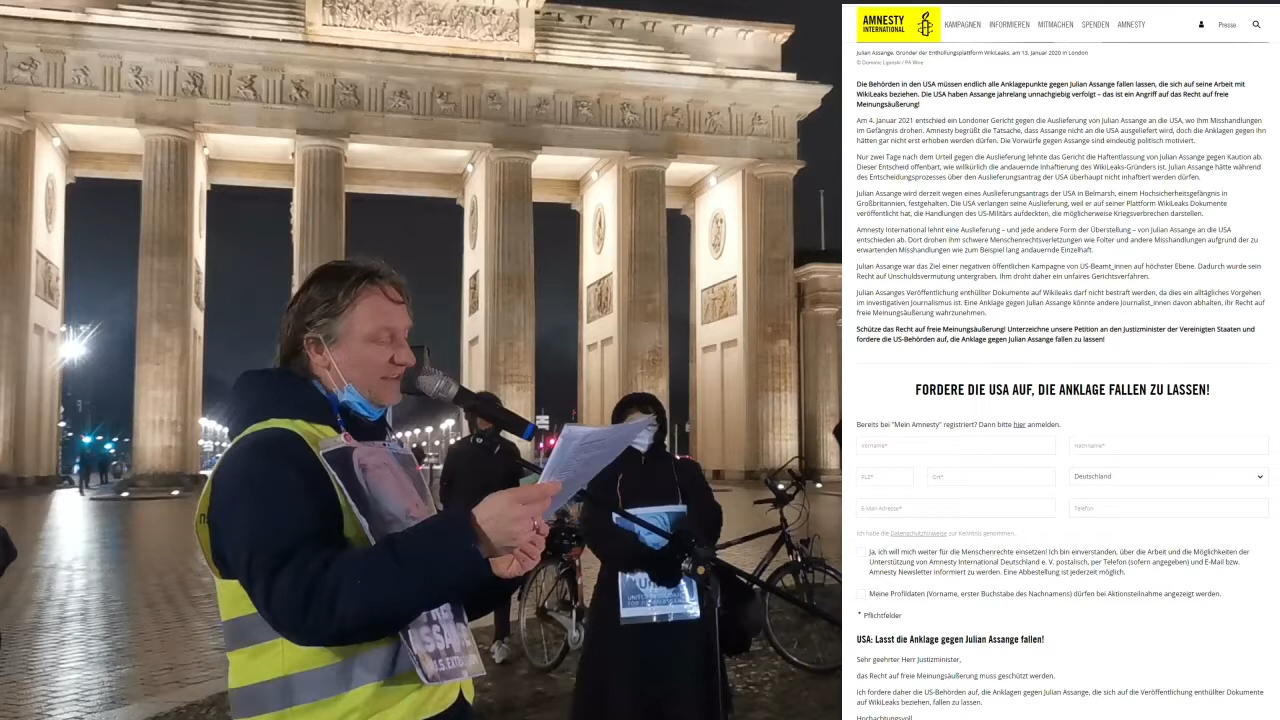 AMNESTY
INTERNATIONAL
KAMPAGNEN INFORMIEREN MITMACHEN SPENDEN AMNESTY
Presse
Julian Assange, Gründer der Enthüllungsplattform WikiLeaks, am 13. Januar 2020 in London
© Dominic Lipinski / PA Wire
Die Behörden in den USA müssen endlich alle Anklagepunkte gegen Julian Assange fallen lassen, die sich auf seine Arbeit mit
WikiLeaks beziehen. Die USA haben Assange jahrelang unnachgiebig verfolgt – das ist ein Angriff auf das Recht auf freie
Meinungsäußerung!
Am 4. Januar 2021 entschied ein Londoner Gericht gegen die Auslieferung von Julian Assange an die USA, wo ihm Misshandlungen
im Gefängnis drohen. Amnesty begrüßt die Tatsache, dass Assange nicht an die USA ausgeliefert wird, doch die Anklagen gegen ihn
hätten gar nicht erst erhoben werden dürfen. Die Vorwürfe gegen Assange sind eindeutig politisch motiviert.
Nur zwei Tage nach dem Urteil gegen die Auslieferung lehnte das Gericht die Haftentlassung von Julian Assange gegen Kaution ab.
Dieser Entscheid offenbart, wie willkürlich die andauernde Inhaftierung des WikiLeaks-Gründers ist. Julian Assange hätte während
des Entscheidungsprozesses über den Auslieferungsantrag der USA überhaupt nicht inhaftiert werden dürfen.
Julian Assange wird derzeit wegen eines Auslieferungsantrags der USA in Belmarsh, einem Hochsicherheitsgefängnis in
Großbritannien, festgehalten. Die USA verlangen seine Auslieferung, weil er auf seiner Plattform WikiLeaks Dokumente
veröffentlicht hat, die Handlungen des US-Militärs aufdeckten, die möglicherweise Kriegsverbrechen darstellen.
Amnesty International lehnt eine Auslieferung – und jede andere Form der Überstellung – von Julian Assange an die USA
entschieden ab. Dort drohen ihm schwere Menschenrechtsverletzungen wie Folter und andere Misshandlungen aufgrund der zu
erwartenden Misshandlungen wie zum Beispiel lang andauernde Einzelhaft.
Julian Assange war das Ziel einer negativen öffentlichen Kampagne von US-Beamt_innen auf höchster Ebene. Dadurch wurde sein
Recht auf Unschuldsvermutung untergraben. Ihm droht daher ein unfaires Gerichtsverfahren.
Julian Assanges Veröffentlichung enthüllter Dokumente auf Wikileaks darf nicht bestraft werden, da dies ein alltägliches Vorgehen
im investigativen Journalismus ist. Eine Anklage gegen Julian Assange könnte andere Journalist_innen davon abhalten, ihr Recht auf
freie Meinungsäußerung wahrzunehmen.
Schütze das Recht auf freie Meinungsäußerung! Unterzeichne unsere Petition an den Justizminister der Vereinigten Staaten und
fordere die US-Behörden auf, die Anklage gegen Julian Assange fallen zu lassen!
FORDERE DIE USA AUF, DIE ANKLAGE FALLEN ZU LASSEN!
Bereits bei "Mein Amnesty" registriert? Dann bitte hier anmelden.
Vorname* Nachname*
PLZ* Ort* Deutschland
E-Mail-Adresse* Telefon
Ich habe die Datenschutzhinweise zur Kenntnis genommen.
Ja, ich will mich weiter für die Menschenrechte einsetzen! Ich bin einverstanden, über die Arbeit und die Möglichkeiten der
Unterstützung von Amnesty International Deutschland e. V. postalisch, per Telefon (sofern angegeben) und E-Mail bzw.
Amnesty Newsletter informiert zu werden. Eine Abbestellung ist jederzeit möglich.
Meine Profildaten (Vorname, erster Buchstabe des Nachnamens) dürfen bei Aktionsteilnahme angezeigt werden.
* Pflichtfelder
USA: Lasst die Anklage gegen Julian Assange fallen!
Sehr geehrter Herr Justizminister,
das Recht auf freie Meinungsäußerung muss geschützt werden.
Ich fordere daher die US-Behörden auf, die Anklagen gegen Julian Assange, die sich auf die Veröffentlichung enthüllter Dokumente
auf WikiLeaks beziehen, fallen zu lassen.
Hochachtungsvoll